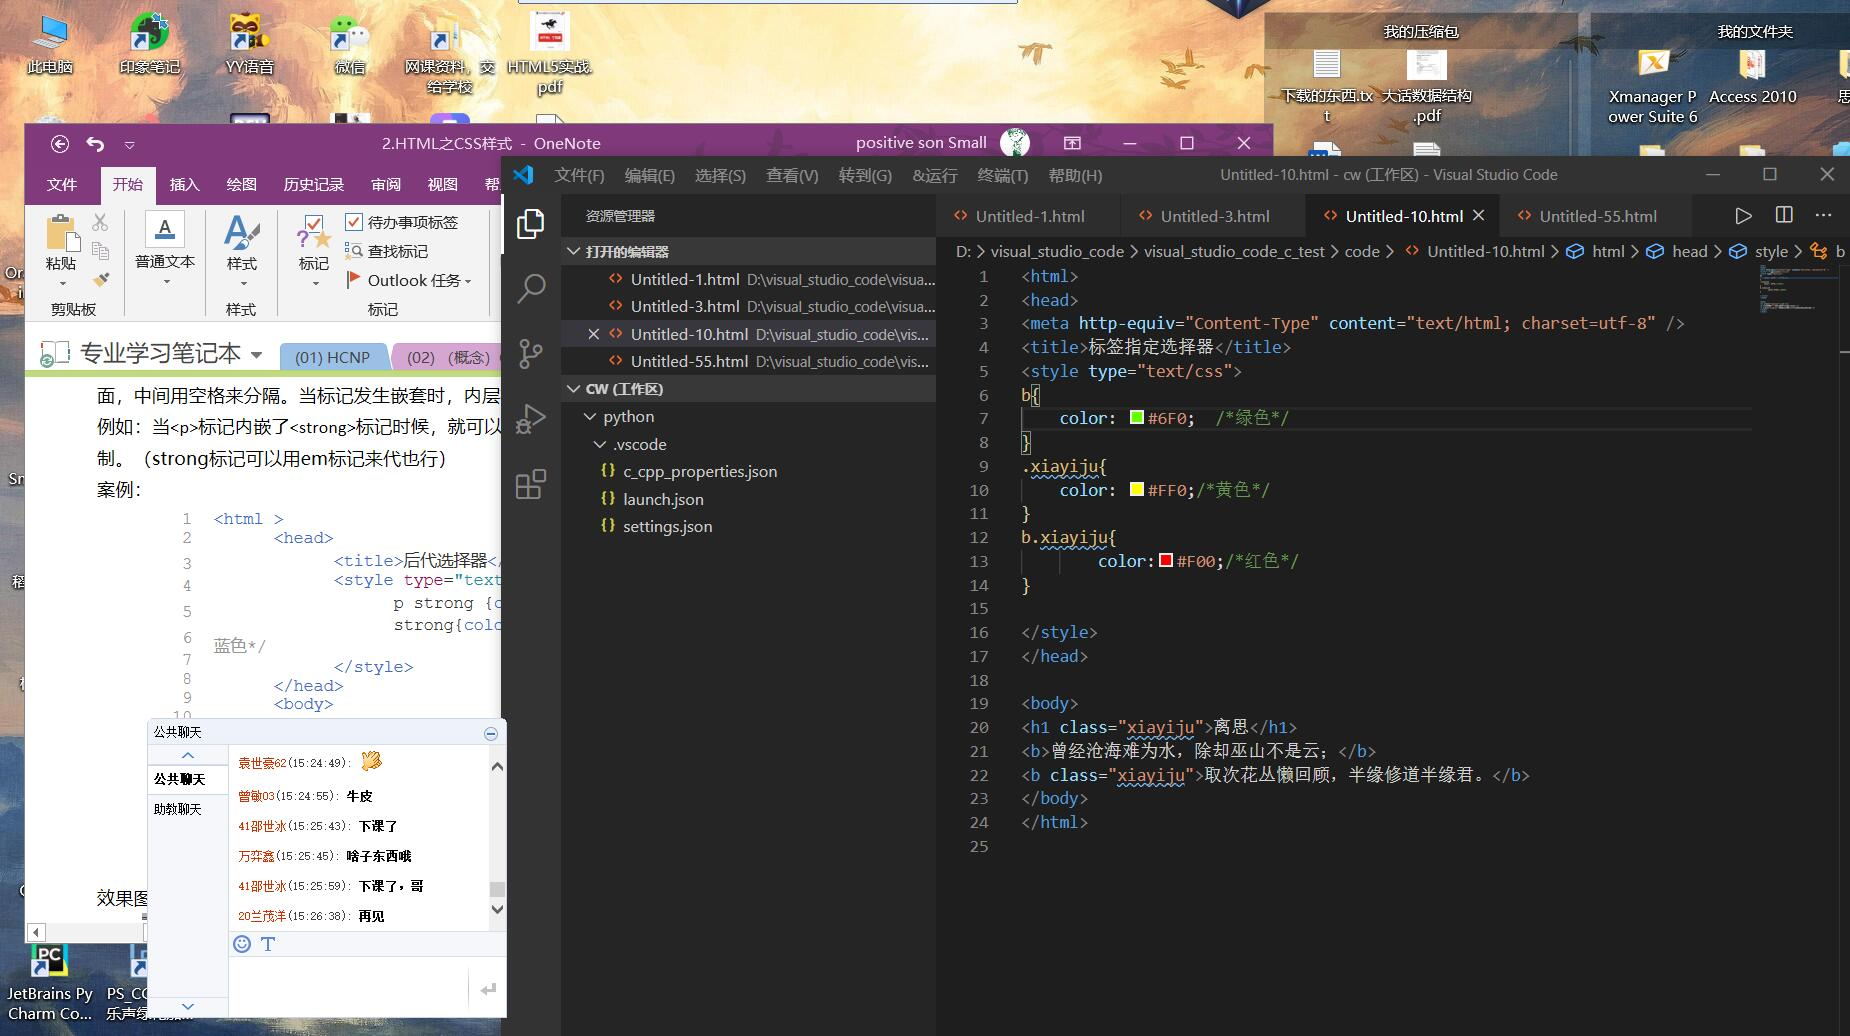 此电脑
印象笔记
YY语音
微信
网课资料，交
给学校
HTML5实战.
pdf
我的压缩包
我的文件夹
下载的东西.tx
t
大话数据结构
.pdf
Xmanager P
ower Suite 6
Access 2010
2.HTML之CSS样式 - OneNote
positive son Small
文件
开始
插入
绘图
历史记录
审阅
视图
帮
粘贴
普通文本
样式
标记
待办事项标签
查找标记
Outlook 任务
剪贴板
样式
标记
专业学习笔记本
(01) HCNP
(02) （概念）
面，中间用空格来分隔。当标记发生嵌套时，内层
例如：当<p>标记内嵌了<strong>标记时候，就可以
制。（strong标记可以用em标记来代也行）
案例：
1 <html >
2 <head>
3 <title>后代选择器</
4 <style type="text
5 p strong {c
6 strong{colo
蓝色*/
7 </style>
8 </head>
9 <body>
10
效果图
公共聊天
公共聊天
助教聊天
袁世豪62(15:24:49):
曾敏03(15:24:55): 牛皮
41邵世冰(15:25:43): 下课了
万弈鑫(15:25:45): 啥子东西哦
41邵世冰(15:25:59): 下课了，哥
20兰茂洋(15:26:38): 再见
JetBrains Py
Charm Co...
文件(F) 编辑(E) 选择(S) 查看(V) 转到(G) &运行 终端(T) 帮助(H)
Untitled-10.html - cw (工作区) - Visual Studio Code
资源管理器
打开的编辑器
Untitled-1.html D:\visual_studio_code\visua...
Untitled-3.html D:\visual_studio_code\visua...
Untitled-10.html D:\visual_studio_code\vis...
Untitled-55.html D:\visual_studio_code\vis...
CW (工作区)
python
.vscode
c_cpp_properties.json
launch.json
settings.json
Untitled-1.html
Untitled-3.html
Untitled-10.html
Untitled-55.html
D: > visual_studio_code > visual_studio_code_c_test > code > Untitled-10.html > html > head > style > b
1 <html>
2 <head>
3 <meta http-equiv="Content-Type" content="text/html; charset=utf-8" />
4 <title>标签指定选择器</title>
5 <style type="text/css">
6 b{
7 color: #6F0; /*绿色*/
8 }
9 .xiayiju{
10 color: #FF0;/*黄色*/
11 }
12 b.xiayiju{
13 color:#F00;/*红色*/
14 }
15
16 </style>
17 </head>
18
19 <body>
20 <h1 class="xiayiju">离思</h1>
21 <b>曾经沧海难为水，除却巫山不是云；</b>
22 <b class="xiayiju">取次花丛懒回顾，半缘修道半缘君。</b>
23 </body>
24 </html>
25